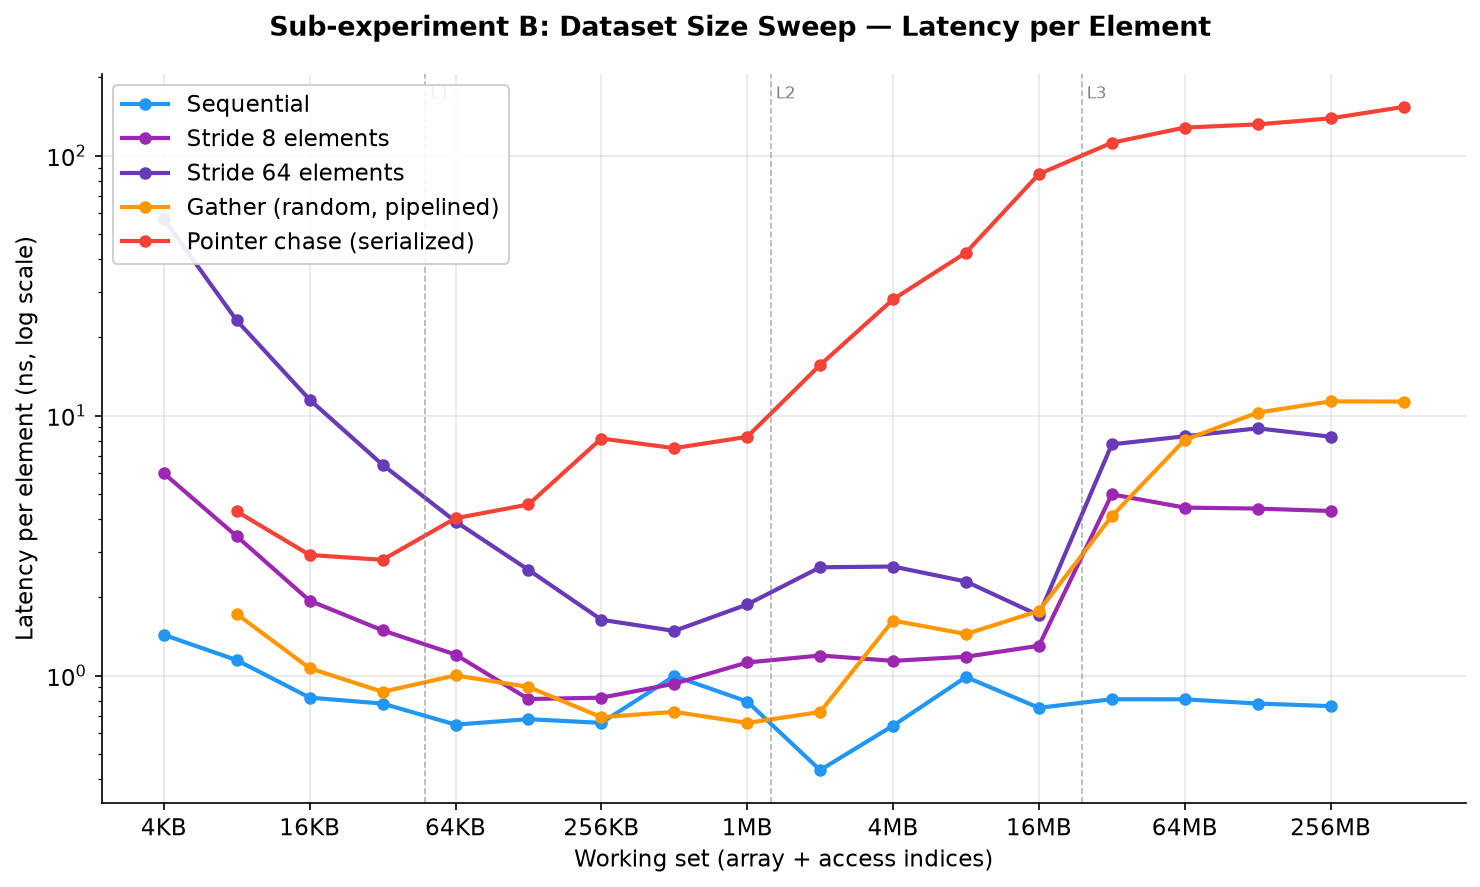 Sub-experiment B: Dataset Size Sweep — Latency per Element
Sequential
Stride 8 elements
Stride 64 elements
Gather (random, pipelined)
Pointer chase (serialized)
L1
L2
L3
Latency per element (ns, log scale)
10²
10¹
10⁰
4KB
16KB
64KB
256KB
1MB
4MB
16MB
64MB
256MB
Working set (array + access indices)